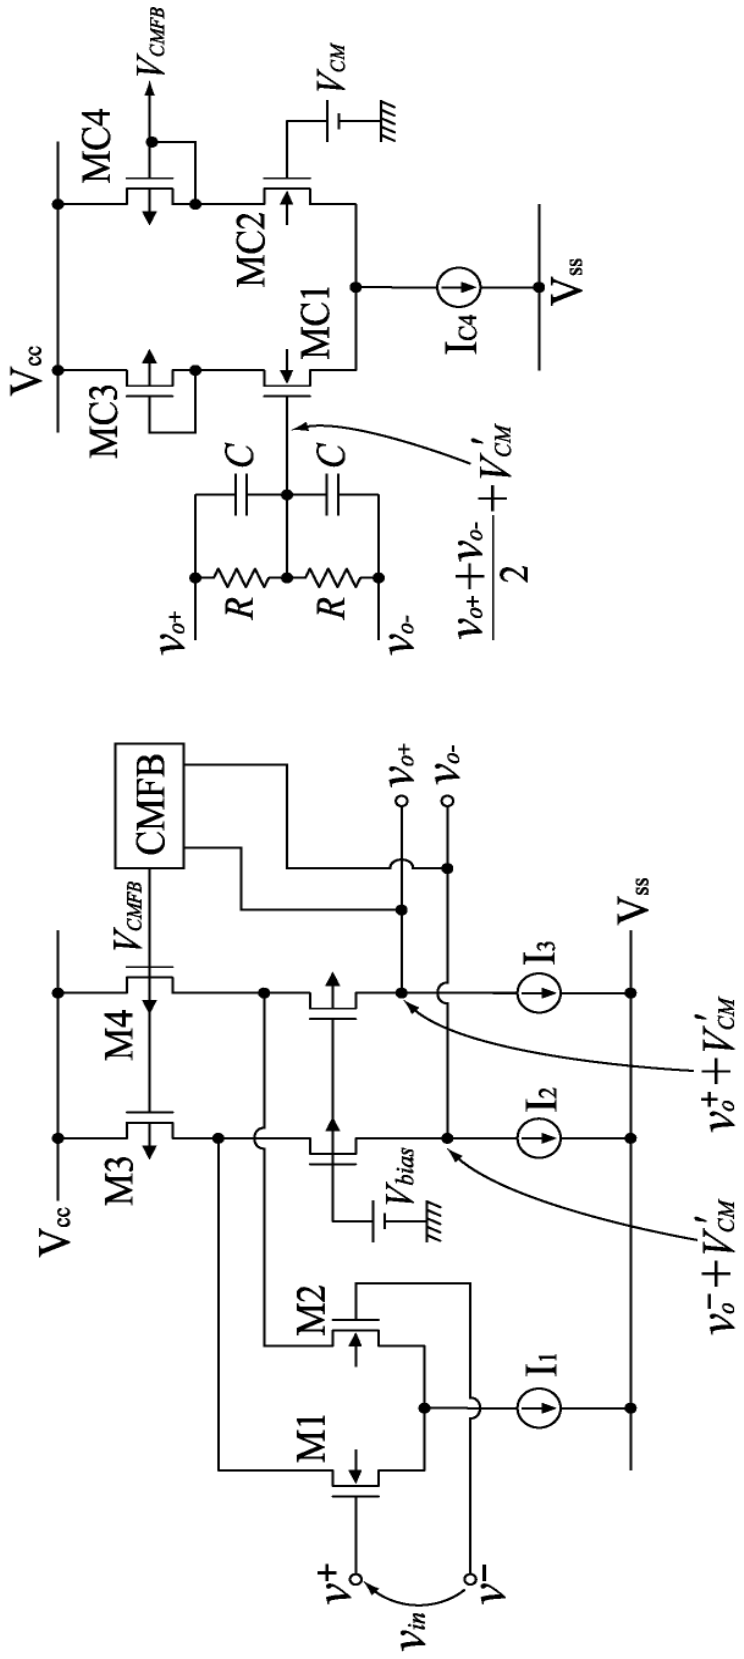 V_cc
M3
M4
V_CMFB
CMFB
M1
M2
V_bias
v^+
v_in
v^-
I_1
I_2
I_3
v_o+
v_o-
V_ss
v_o^- + V'_CM
v_o^+ + V'_CM
V_cc
MC3
MC4
V_CMFB
v_o+
R
C
R
C
v_o-
MC1
MC2
V_CM
(v_o+ + v_o-)/2 + V'_CM
I_C4
V_ss